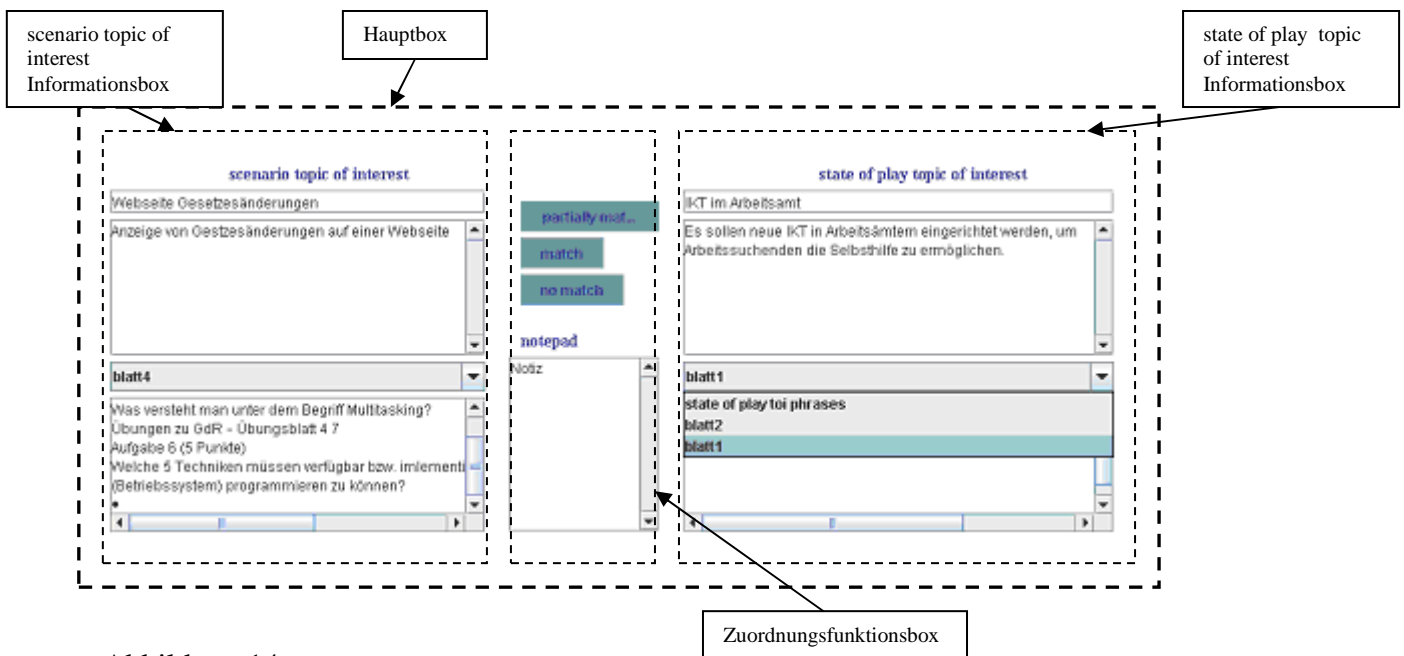 scenario topic of
interest
Informationsbox
Hauptbox
state of play topic
of interest
Informationsbox
scenario topic of interest
Webseite Gesetzesänderungen
Anzeige von Gestzesänderungen auf einer Webseite
blatt4
Was versteht man unter dem Begriff Multitasking?
Übungen zu GdR - Übungsblatt 4 7
Aufgabe 6 (5 Punkte)
Welche 5 Techniken müssen verfügbar bzw. imlementi
(Betriebssystem) programmieren zu können?
•
partially mat...
match
no match
notepad
Notiz
state of play topic of interest
IKT im Arbeitsamt
Es sollen neue IKT in Arbeitsämtern eingerichtet werden, um
Arbeitssuchenden die Selbsthilfe zu ermöglichen.
blatt1
state of play toi phrases
blatt2
blatt1
Zuordnungsfunktionsbox